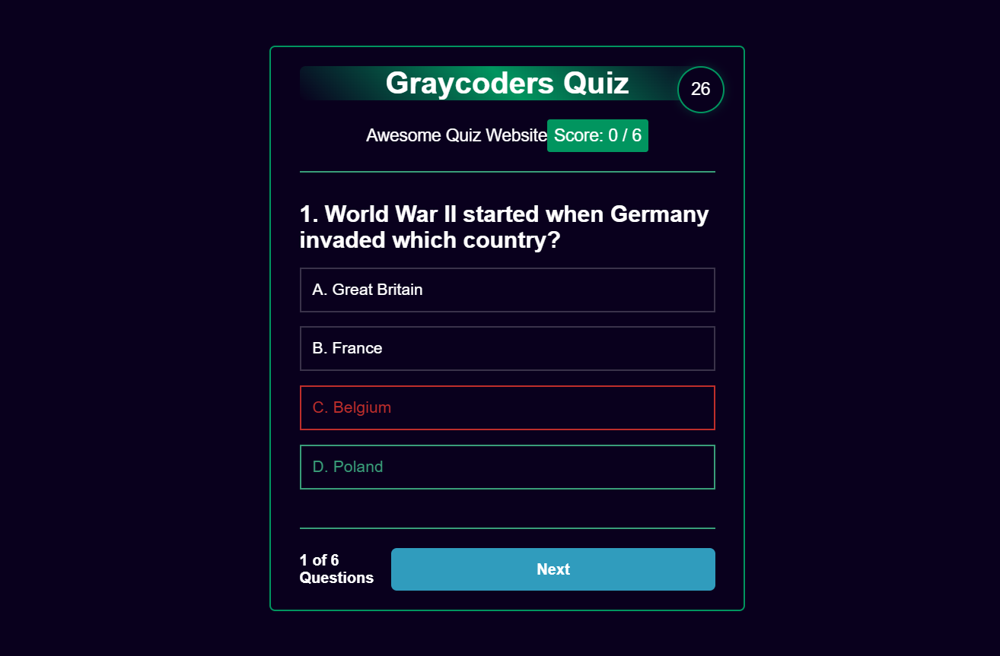 Graycoders Quiz
26
Awesome Quiz Website
Score: 0 / 6
1. World War II started when Germany
invaded which country?
A. Great Britain
B. France
C. Belgium
D. Poland
1 of 6
Questions
Next